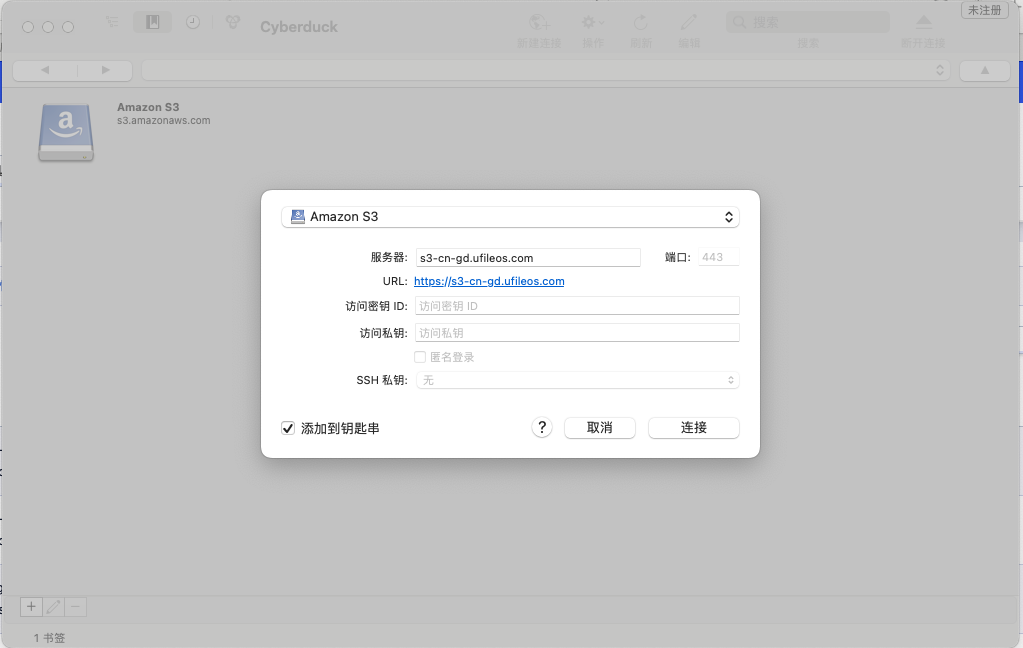 未注册
Cyberduck
新建连接 操作 刷新 编辑 搜索 断开连接
搜索
Amazon S3
s3.amazonaws.com
Amazon S3
服务器: s3-cn-gd.ufileos.com 端口: 443
URL: https://s3-cn-gd.ufileos.com
访问密钥 ID: 访问密钥 ID
访问私钥: 访问私钥
匿名登录
SSH 私钥: 无
添加到钥匙串 ? 取消 连接
1 书签